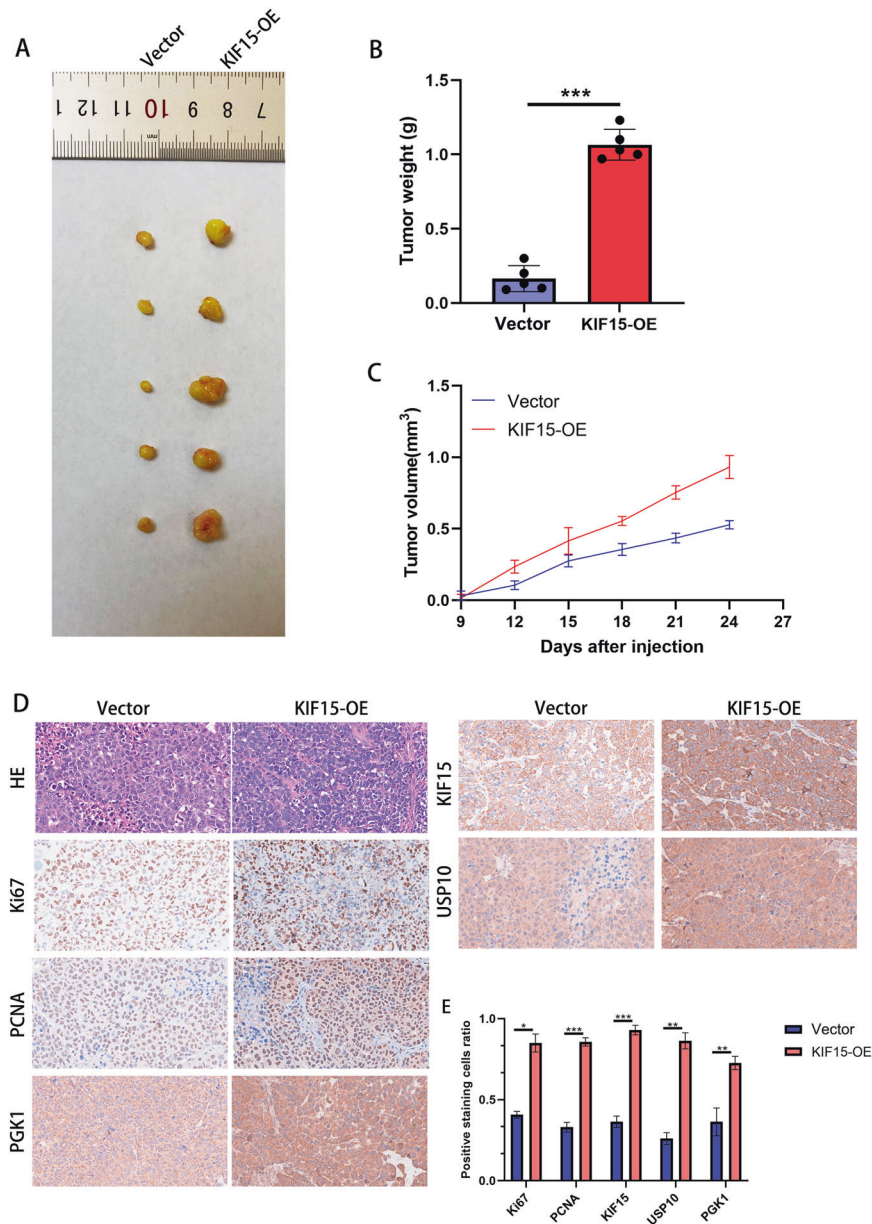 A
Vector
KIF15-OE
1 12 11 10 9 8 7
mm
B
Tumor weight (g)
1.5
1.0
0.5
0.0
***
Vector
KIF15-OE
C
Tumor volume(mm³)
1.5
1.0
0.5
0.0
Vector
KIF15-OE
9 12 15 18 21 24 27
Days after injection
D
Vector
KIF15-OE
HE
Ki67
PCNA
PGK1
Vector
KIF15-OE
KIF15
USP10
E
Positive staining cells ratio
1.0
0.5
0.0
*
***
***
**
**
Ki67
PCNA
KIF15
USP10
PGK1
Vector
KIF15-OE